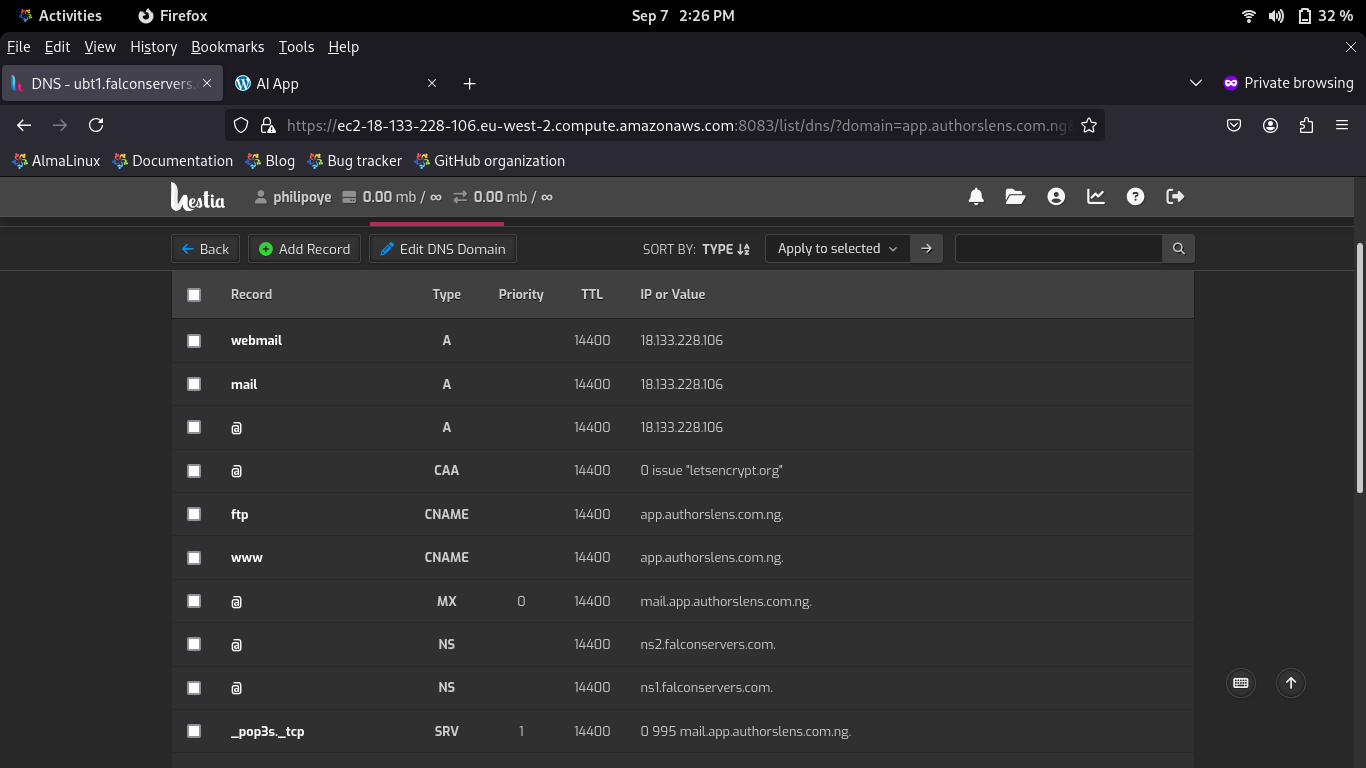 Activities Firefox Sep 7 2:26 PM 32 %
File Edit View History Bookmarks Tools Help
DNS - ubt1.falconservers. AI App Private browsing
https://ec2-18-133-228-106.eu-west-2.compute.amazonaws.com:8083/list/dns/?domain=app.authorslens.com.ng&
AlmaLinux Documentation Blog Bug tracker GitHub organization
Hestia philipoye 0.00 mb / ∞ 0.00 mb / ∞
Back Add Record Edit DNS Domain SORT BY: TYPE Apply to selected
Record Type Priority TTL IP or Value
webmail A 14400 18.133.228.106
mail A 14400 18.133.228.106
@ A 14400 18.133.228.106
@ CAA 14400 0 issue "letsencrypt.org"
ftp CNAME 14400 app.authorslens.com.ng.
www CNAME 14400 app.authorslens.com.ng.
@ MX 0 14400 mail.app.authorslens.com.ng.
@ NS 14400 ns2.falconservers.com.
@ NS 14400 ns1.falconservers.com.
_pop3s._tcp SRV 1 14400 0 995 mail.app.authorslens.com.ng.